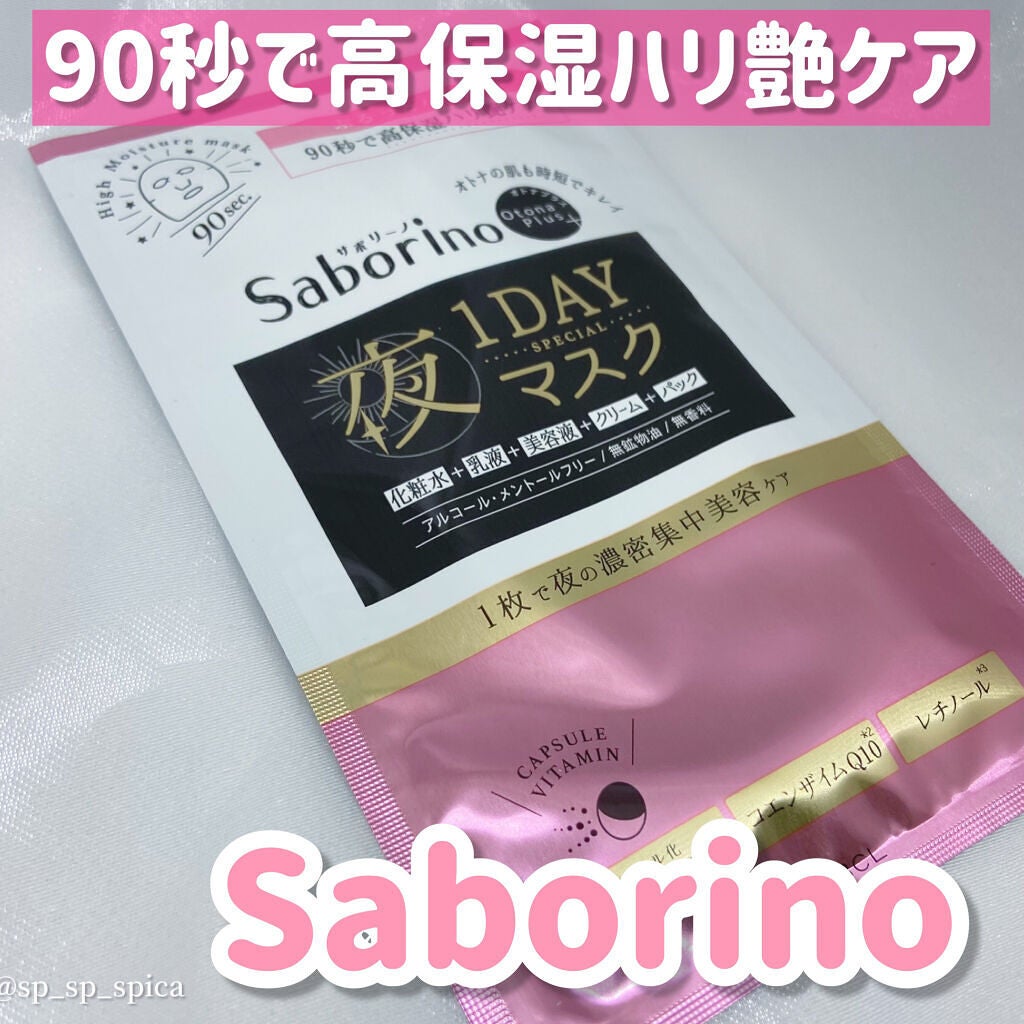 90秒で高保湿ハリ艶ケア
90秒で高保湿ハリ艶ケア
High Moisture mask
90sec.
オトナの肌も時短でキレイ
サボリーノ
Saborino
オトナプラス
Otona
Plus
夜
1DAY
SPECIAL
マスク
化粧水+乳液+美容液+クリーム+パック
アルコール・メントールフリー/無鉱物油/無香料
1枚で夜の濃密集中美容ケア
CAPSULE
VITAMIN
ル化
コエンザイムQ10*2
レチノール*3
BCL
Saborino
@sp_sp_spica